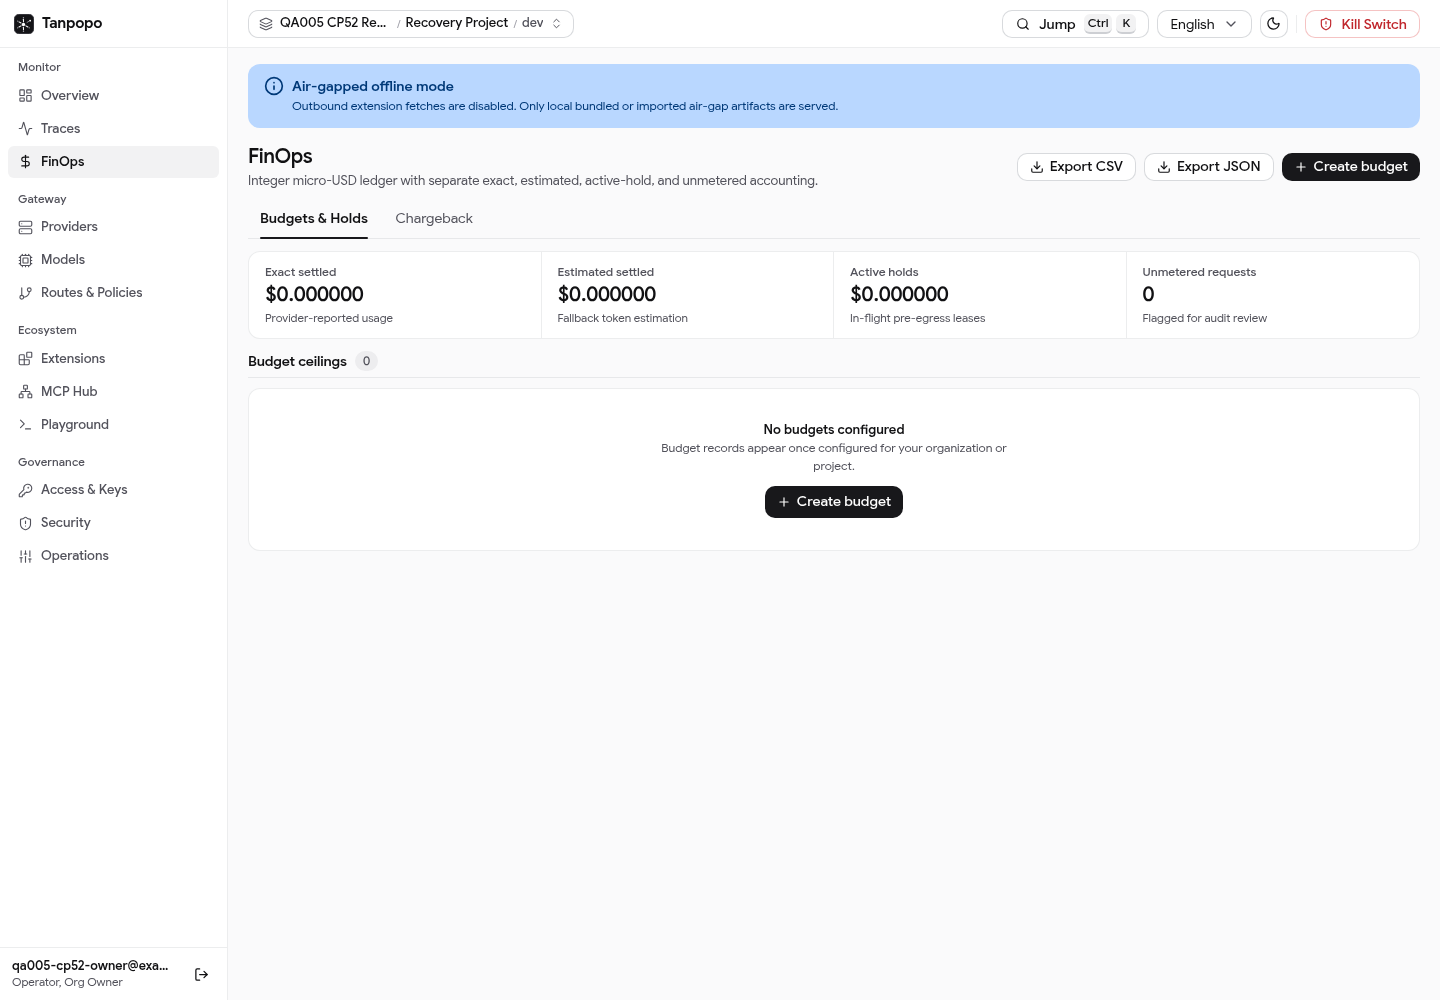 Tanpopo
QA005 CP52 Re... / Recovery Project / dev
Jump Ctrl K
English
Kill Switch
Monitor
Overview
Traces
FinOps
Gateway
Providers
Models
Routes & Policies
Ecosystem
Extensions
MCP Hub
Playground
Governance
Access & Keys
Security
Operations
qa005-cp52-owner@exa...
Operator, Org Owner
Air-gapped offline mode
Outbound extension fetches are disabled. Only local bundled or imported air-gap artifacts are served.
FinOps
Integer micro-USD ledger with separate exact, estimated, active-hold, and unmetered accounting.
Export CSV
Export JSON
Create budget
Budgets & Holds
Chargeback
Exact settled
$0.000000
Provider-reported usage
Estimated settled
$0.000000
Fallback token estimation
Active holds
$0.000000
In-flight pre-egress leases
Unmetered requests
0
Flagged for audit review
Budget ceilings 0
No budgets configured
Budget records appear once configured for your organization or
project.
Create budget